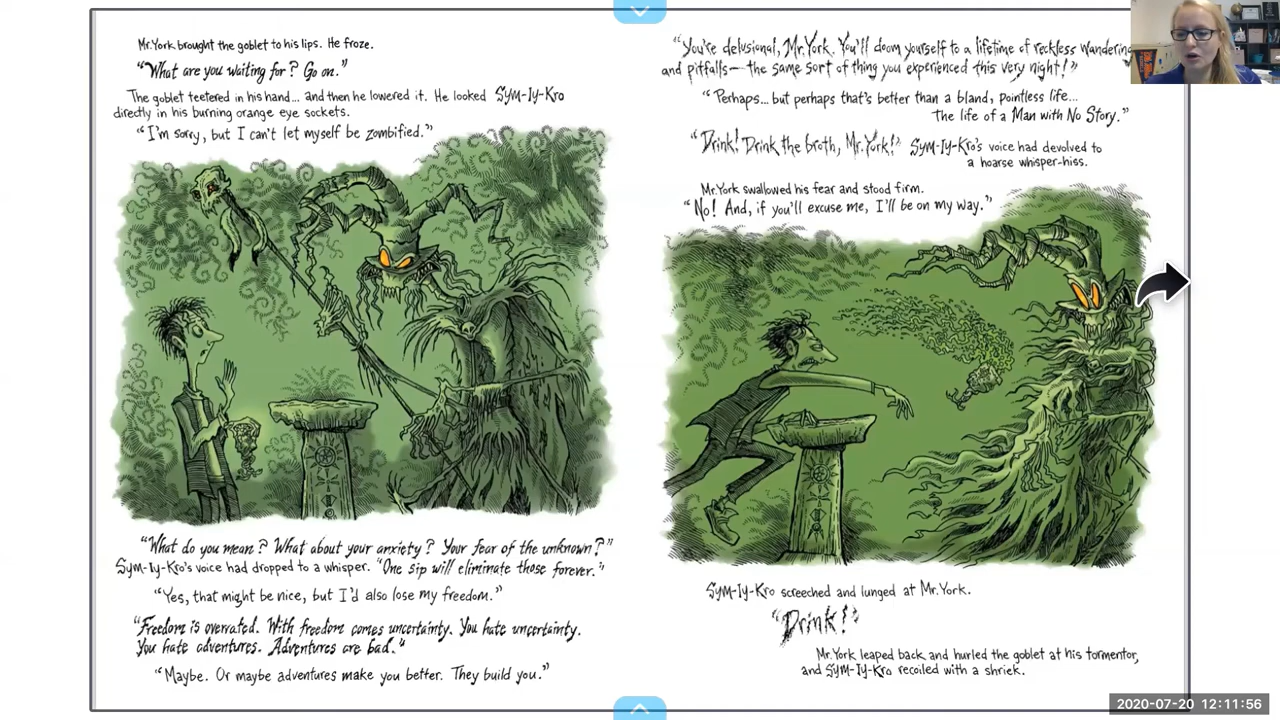 Mr. York brought the goblet to his lips. He froze.
"What are you waiting for? Go on."
The goblet teetered in his hand... and then he lowered it. He looked Sym-Iy-Kro
directly in his burning orange eye sockets.
"I'm sorry, but I can't let myself be zombified."
"What do you mean? What about your anxiety? Your fear of the unknown?"
Sym-Iy-Kro's voice had dropped to a whisper. "One sip will eliminate those forever."
"Yes, that might be nice, but I'd also lose my freedom."
"Freedom is overrated. With freedom comes uncertainty. You hate uncertainty.
You hate adventures. Adventures are bad."
"Maybe. Or maybe adventures make you better. They build you."
"You're delusional, Mr. York. You'll doom yourself to a lifetime of reckless wandering
and pitfalls—the same sort of thing you experienced this very night!"
"Perhaps... but perhaps that's better than a bland, pointless life...
The life of a Man with No Story."
"Drink! Drink the broth, Mr. York!" Sym-Iy-Kro's voice had devolved to
a hoarse whisper-hiss.
Mr. York swallowed his fear and stood firm.
"No! And, if you'll excuse me, I'll be on my way."
Sym-Iy-Kro screeched and lunged at Mr. York.
"Drink!"
Mr. York leaped back and hurled the goblet at his tormentor,
and Sym-Iy-Kro recoiled with a shriek.
2020-07-20 12:11:56